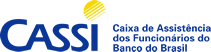 CASSI
Caixa de Assistência
dos Funcionários do
Banco do Brasil